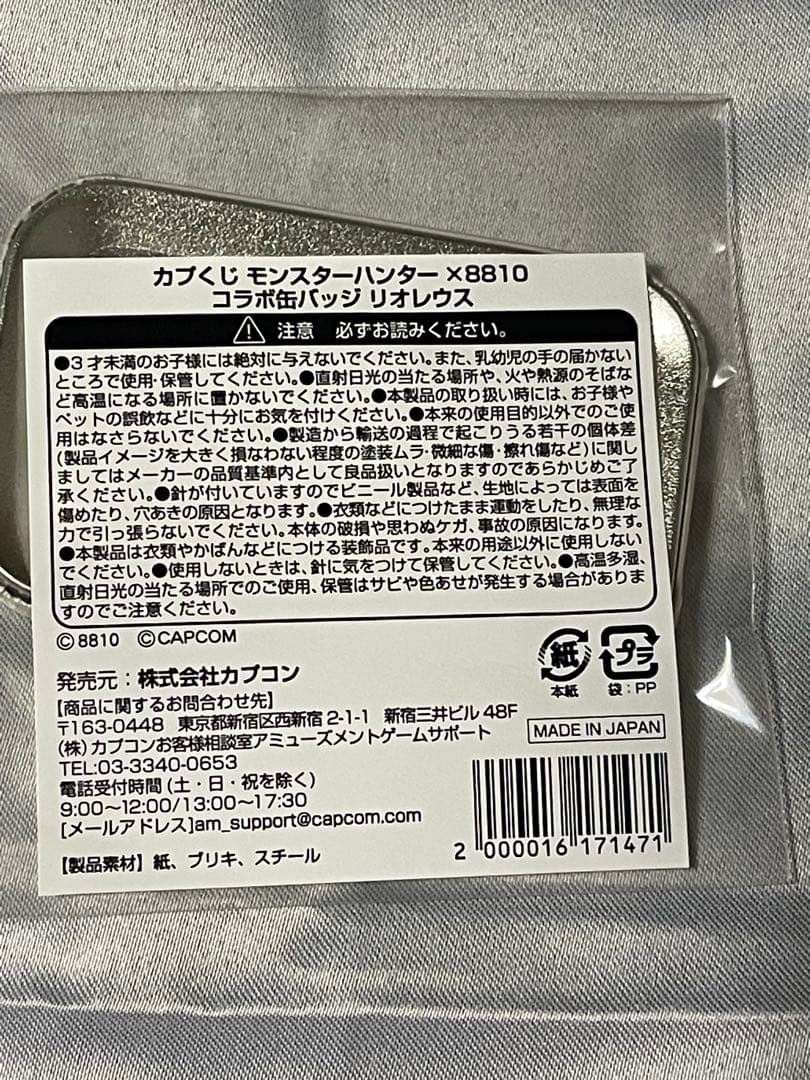 カプくじ モンスターハンター ×8810
コラボ缶バッジ リオレウス
注意 必ずお読みください。
●3才未満のお子様には絶対に与えないでください。また、乳幼児の手の届かない
ところで使用・保管してください。●直射日光の当たる場所や、火や熱源のそばな
ど高温になる場所に置かないでください。●本製品の取り扱い時には、お子様や
ペットの誤飲などに十分にお気を付けください。●本来の使用目的以外でのご使
用はなさらないでください。●製造から輸送の過程で起こりうる若干の個体差
(製品イメージを大きく損なわない程度の塗装ムラ・微細な傷・擦れ傷など)に関し
ましてはメーカーの品質基準内として良品扱いとなりますのであらかじめご了
承ください。●針が付いていますのでビニール製品など、生地によっては表面を
傷めたり、穴あきの原因となります。●衣類などにつけたまま運動をしたり、無理な
力で引っ張らないでください。本体の破損や思わぬケガ、事故の原因になります。
●本製品は衣類やかばんなどにつける装飾品です。本来の用途以外に使用しない
でください。●使用しないときは、針に気をつけて保管してください。●高温多湿、
直射日光の当たる場所でのご使用、保管はサビや色あせが発生する場合がありま
すのでご注意ください。
©8810 ©CAPCOM
紙
本紙
プラ
袋:PP
発売元:株式会社カプコン
【商品に関するお問合わせ先】
〒163-0448 東京都新宿区西新宿 2-1-1 新宿三井ビル 48F
(株) カプコンお客様相談室アミューズメントゲームサポート
TEL:03-3340-0653
電話受付時間 (土・日・祝を除く)
9:00~12:00/13:00~17:30
[メールアドレス]am_support@capcom.com
MADE IN JAPAN
【製品素材】紙、ブリキ、スチール
2 000016 171471